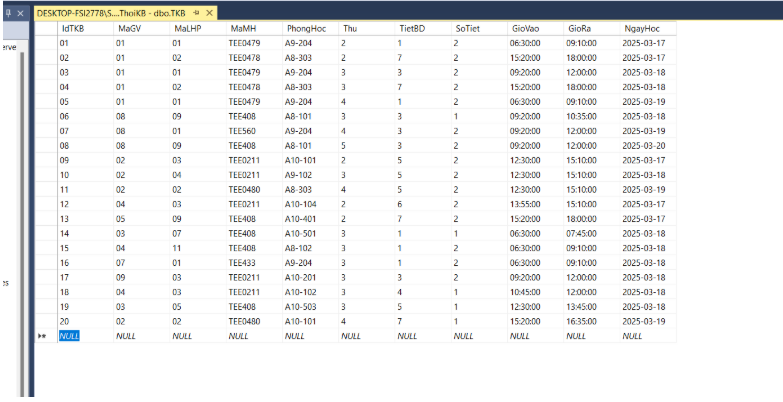 DESKTOP-FSI2778\S....ThoiKB - dbo.TKB
erve
IdTKB MaGV MaLHP MaMH PhongHoc Thu TietBD SoTiet GioVao GioRa NgayHoc
01 01 01 TEE0479 A9-204 2 1 2 06:30:00 09:10:00 2025-03-17
02 01 02 TEE0478 A8-303 2 7 2 15:20:00 18:00:00 2025-03-17
03 01 01 TEE0479 A9-204 3 3 2 09:20:00 12:00:00 2025-03-18
04 01 01 TEE0478 A8-303 3 7 2 15:20:00 18:00:00 2025-03-18
05 01 01 TEE0479 A9-204 4 1 2 06:30:00 09:10:00 2025-03-19
06 08 09 TEE408 A8-101 3 3 1 09:20:00 10:35:00 2025-03-18
07 08 01 TEE560 A9-204 4 3 2 09:20:00 12:00:00 2025-03-19
08 08 09 TEE408 A8-101 5 3 2 09:20:00 12:00:00 2025-03-20
09 02 03 TEE0211 A10-101 2 5 2 12:30:00 15:10:00 2025-03-17
10 02 04 TEE0211 A9-102 3 5 2 12:30:00 15:10:00 2025-03-18
11 02 02 TEE0480 A8-303 4 5 2 12:30:00 15:10:00 2025-03-19
12 04 03 TEE0211 A10-104 2 6 2 13:55:00 15:10:00 2025-03-17
13 05 09 TEE408 A10-401 2 7 2 15:20:00 18:00:00 2025-03-17
14 03 07 TEE408 A10-501 3 1 1 06:30:00 07:45:00 2025-03-18
15 04 11 TEE408 A8-102 3 1 2 06:30:00 09:10:00 2025-03-18
16 07 01 TEE433 A9-204 3 1 2 06:30:00 09:10:00 2025-03-18
17 09 03 TEE0211 A10-201 3 3 2 09:20:00 12:00:00 2025-03-18
18 04 03 TEE0211 A10-102 3 4 1 10:45:00 12:00:00 2025-03-18
19 03 05 TEE408 A10-503 3 5 1 12:30:00 13:45:00 2025-03-18
20 02 02 TEE0480 A10-101 4 7 1 15:20:00 16:35:00 2025-03-19
NULL NULL NULL NULL NULL NULL NULL NULL NULL NULL NULL
es